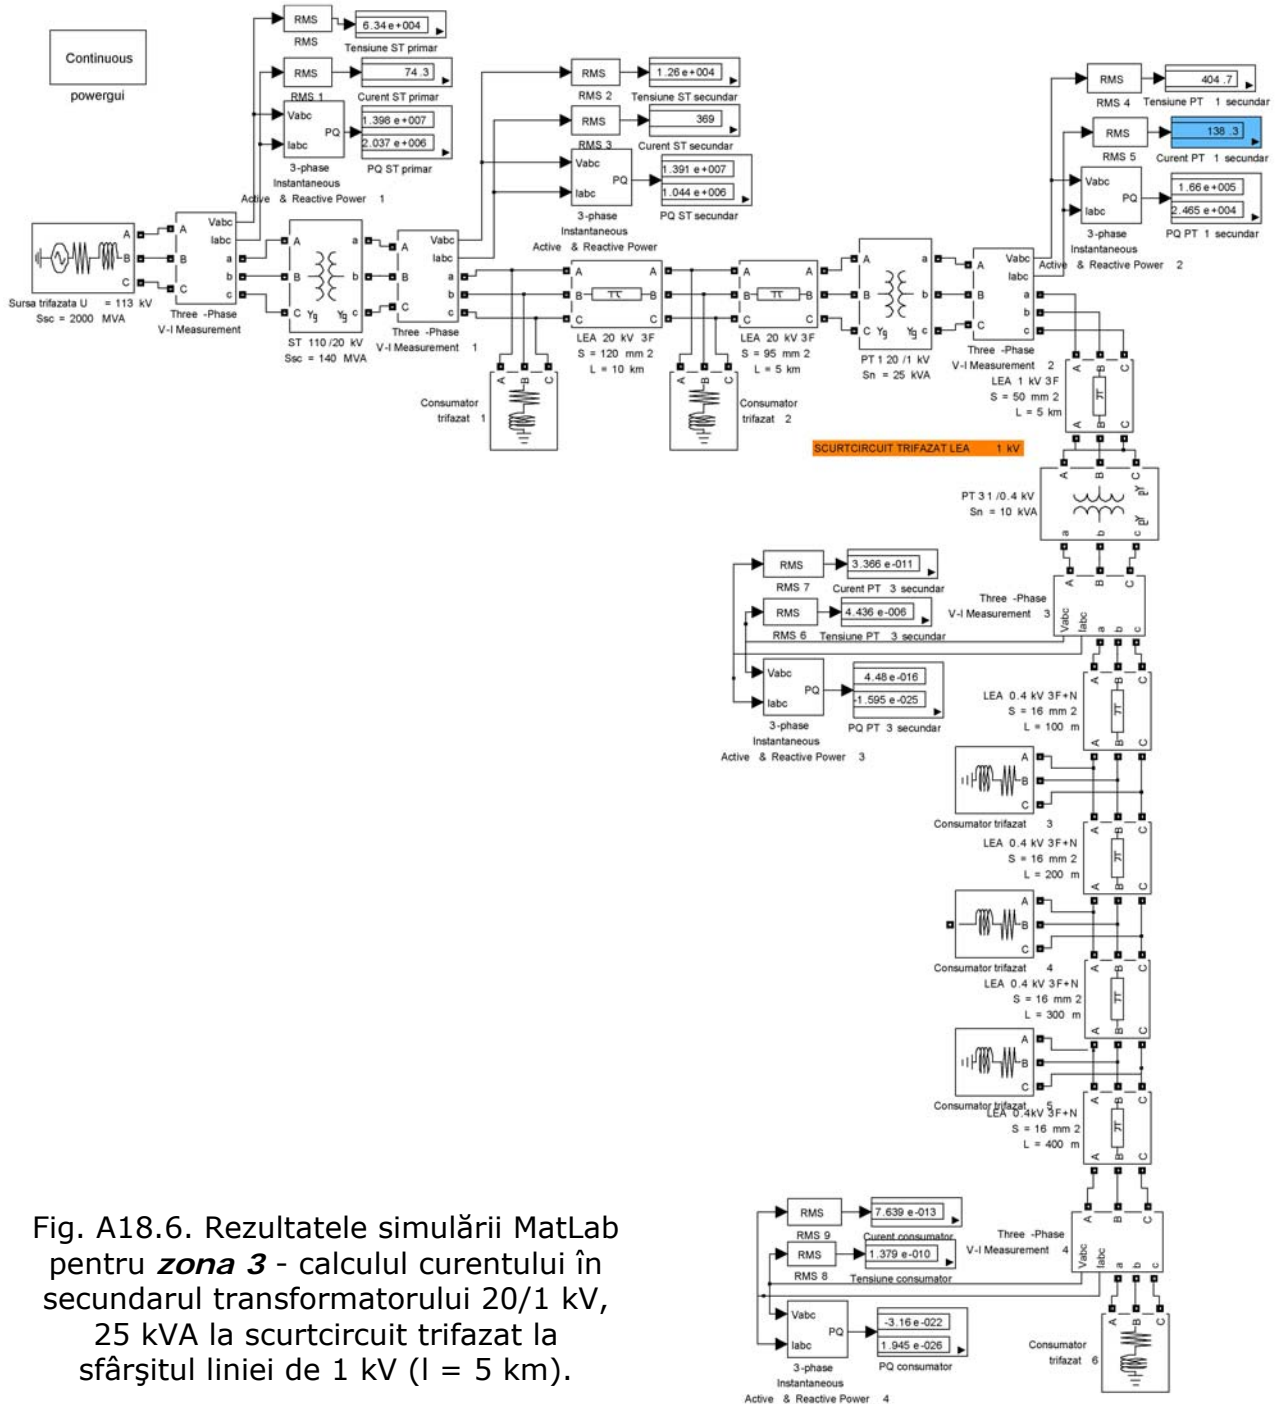 Continuous
powergui
RMS
RMS
6.34 e+004
Tensiune ST primar
RMS
RMS 1
74 .3
Curent ST primar
Vabc
Iabc
PQ
3-phase
Instantaneous
Active & Reactive Power 1
1.398 e+007
2.037 e+006
PQ ST primar
RMS
RMS 2
1.26 e+004
Tensiune ST secundar
RMS
RMS 3
369
Curent ST secundar
Vabc
Iabc
PQ
3-phase
Instantaneous
Active & Reactive Power
1.391 e+007
1.044 e+006
PQ ST secundar
RMS
RMS 4
404 .7
Tensiune PT 1 secundar
RMS
RMS 5
138 .3
Curent PT 1 secundar
Vabc
Iabc
PQ
3-phase
Instantaneous
Active & Reactive Power 2
1.66 e+005
2.465 e+004
PQ PT 1 secundar
A
B
C
Sursa trifazata U = 113 kV
Ssc = 2000 MVA
A
B
C
Vabc
Iabc
a
b
c
Three -Phase
V-I Measurement
A
B
C
a
b
c
Yg Yg
ST 110 /20 kV
Ssc = 140 MVA
A
B
C
Vabc
Iabc
a
b
c
Three -Phase
V-I Measurement 1
A A
B B
C C
LEA 20 kV 3F
S = 120 mm 2
L = 10 km
A A
B B
C C
LEA 20 kV 3F
S = 95 mm 2
L = 5 km
A
B
C
a
b
c
Yg Yg
PT 1 20 /1 kV
Sn = 25 kVA
A
B
C
Vabc
Iabc
a
b
c
Three -Phase
V-I Measurement 2
A B C
Consumator
trifazat 1
A B C
Consumator
trifazat 2
A B C
LEA 1 kV 3F
S = 50 mm 2
L = 5 km
A B C
SCURTCIRCUIT TRIFAZAT LEA 1 kV
A B C
Yg
Yg
a b c
PT 3 1 /0.4 kV
Sn = 10 kVA
RMS
RMS 7
3.366 e-011
Curent PT 3 secundar
RMS
RMS 6
4.436 e-006
Tensiune PT 3 secundar
Vabc
Iabc
PQ
3-phase
Instantaneous
Active & Reactive Power 3
4.48 e-016
-1.595 e-025
PQ PT 3 secundar
A B C
Vabc
Iabc
a b c
Three -Phase
V-I Measurement 3
A B C
LEA 0.4 kV 3F+N
S = 16 mm 2
L = 100 m
A B C
A
B
C
Consumator trifazat 3
A B C
LEA 0.4 kV 3F+N
S = 16 mm 2
L = 200 m
A B C
A
B
C
Consumator trifazat 4
A B C
LEA 0.4 kV 3F+N
S = 16 mm 2
L = 300 m
A B C
A
B
C
Consumator trifazat 5
A B C
LEA 0.4kV 3F+N
S = 16 mm 2
L = 400 m
A B C
RMS
RMS 9
7.639 e-013
Curent consumator
RMS
RMS 8
1.379 e-010
Tensiune consumator
Vabc
Iabc
PQ
3-phase
Instantaneous
Active & Reactive Power 4
-3.16 e-022
1.945 e-026
PQ consumator
A B C
Vabc
Iabc
a b c
Three -Phase
V-I Measurement 4
A B C
Consumator
trifazat 6
Fig. A18.6. Rezultatele simulării MatLab
pentru zona 3 - calculul curentului în
secundarul transformatorului 20/1 kV,
25 kVA la scurtcircuit trifazat la
sfârşitul liniei de 1 kV (l = 5 km).